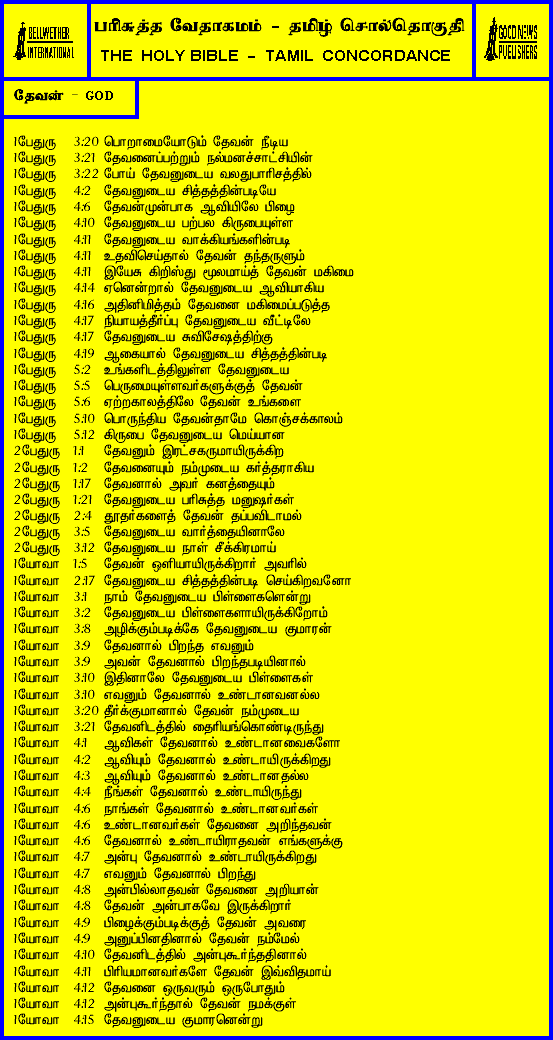 BELLWETHER
INTERNATIONAL
பரிசுத்த வேதாகமம் - தமிழ் சொல்தொகுதி
THE HOLY BIBLE - TAMIL CONCORDANCE
GOOD NEWS
PUBLISHERS
தேவன் - GOD
1பேதுரு 3:20 பொறாமையோடும் தேவன் நீடிய
1பேதுரு 3:21 தேவனைப்பற்றும் நல்மனச்சாட்சியின்
1பேதுரு 3:22 போய் தேவனுடைய வலதுபாரிசத்தில்
1பேதுரு 4:2 தேவனுடைய சித்தத்தின்படியே
1பேதுரு 4:6 தேவன்முன்பாக ஆவியிலே பிழை
1பேதுரு 4:10 தேவனுடைய பற்பல கிருபையுள்ள
1பேதுரு 4:11 தேவனுடைய வாக்கியங்களின்படி
1பேதுரு 4:11 உதவிசெய்தால் தேவன் தந்தருளும்
1பேதுரு 4:11 இயேசு கிறிஸ்து மூலமாய்த் தேவன் மகிமை
1பேதுரு 4:14 ஏனென்றால் தேவனுடைய ஆவியாகிய
1பேதுரு 4:16 அதினிமித்தம் தேவனை மகிமைப்படுத்த
1பேதுரு 4:17 நியாயத்தீர்ப்பு தேவனுடைய வீட்டிலே
1பேதுரு 4:17 தேவனுடைய சுவிசேஷத்திற்கு
1பேதுரு 4:19 ஆகையால் தேவனுடைய சித்தத்தின்படி
1பேதுரு 5:2 உங்களிடத்திலுள்ள தேவனுடைய
1பேதுரு 5:5 பெருமையுள்ளவர்களுக்குத் தேவன்
1பேதுரு 5:6 ஏற்றகாலத்திலே தேவன் உங்களை
1பேதுரு 5:10 பொருந்திய தேவன்தாமே கொஞ்சக்காலம்
1பேதுரு 5:12 கிருபை தேவனுடைய மெய்யான
2பேதுரு 1:1 தேவனும் இரட்சகருமாயிருக்கிற
2பேதுரு 1:2 தேவனையும் நம்முடைய கர்த்தராகிய
2பேதுரு 1:17 தேவனால் அவர் கனத்தையும்
2பேதுரு 1:21 தேவனுடைய பரிசுத்த மனுஷர்கள்
2பேதுரு 2:4 தூதர்களைத் தேவன் தப்பவிடாமல்
2பேதுரு 3:5 தேவனுடைய வார்த்தையினாலே
2பேதுரு 3:12 தேவனுடைய நாள் சீக்கிரமாய்
1யோவா 1:5 தேவன் ஒளியாயிருக்கிறார் அவரில்
1யோவா 2:17 தேவனுடைய சித்தத்தின்படி செய்கிறவனோ
1யோவா 3:1 நாம் தேவனுடைய பிள்ளைகளென்று
1யோவா 3:2 தேவனுடைய பிள்ளைகளாயிருக்கிறோம்
1யோவா 3:8 அழிக்கும்படிக்கே தேவனுடைய குமாரன்
1யோவா 3:9 தேவனால் பிறந்த எவனும்
1யோவா 3:9 அவன் தேவனால் பிறந்தபடியினால்
1யோவா 3:10 இதினாலே தேவனுடைய பிள்ளைகள்
1யோவா 3:10 எவனும் தேவனால் உண்டானவனல்ல
1யோவா 3:20 தீர்க்குமானால் தேவன் நம்முடைய
1யோவா 3:21 தேவனிடத்தில் தைரியங்கொண்டிருந்து
1யோவா 4:1 ஆவிகள் தேவனால் உண்டானவைகளோ
1யோவா 4:2 ஆவியும் தேவனால் உண்டாயிருக்கிறது
1யோவா 4:3 ஆவியும் தேவனால் உண்டானதல்ல
1யோவா 4:4 நீங்கள் தேவனால் உண்டாயிருந்து
1யோவா 4:6 நாங்கள் தேவனால் உண்டானவர்கள்
1யோவா 4:6 உண்டானவர்கள் தேவனை அறிந்தவன்
1யோவா 4:6 தேவனால் உண்டாயிராதவன் எங்களுக்கு
1யோவா 4:7 அன்பு தேவனால் உண்டாயிருக்கிறது
1யோவா 4:7 எவனும் தேவனால் பிறந்து
1யோவா 4:8 அன்பில்லாதவன் தேவனை அறியான்
1யோவா 4:8 தேவன் அன்பாகவே இருக்கிறார்
1யோவா 4:9 பிழைக்கும்படிக்குத் தேவன் அவரை
1யோவா 4:9 அனுப்பினதினால் தேவன் நம்மேல்
1யோவா 4:10 தேவனிடத்தில் அன்புகூர்ந்ததினால்
1யோவா 4:11 பிரியமானவர்களே தேவன் இவ்விதமாய்
1யோவா 4:12 தேவனை ஒருவரும் ஒருபோதும்
1யோவா 4:12 அன்புகூர்ந்தால் தேவன் நமக்குள்
1யோவா 4:15 தேவனுடைய குமாரனென்று